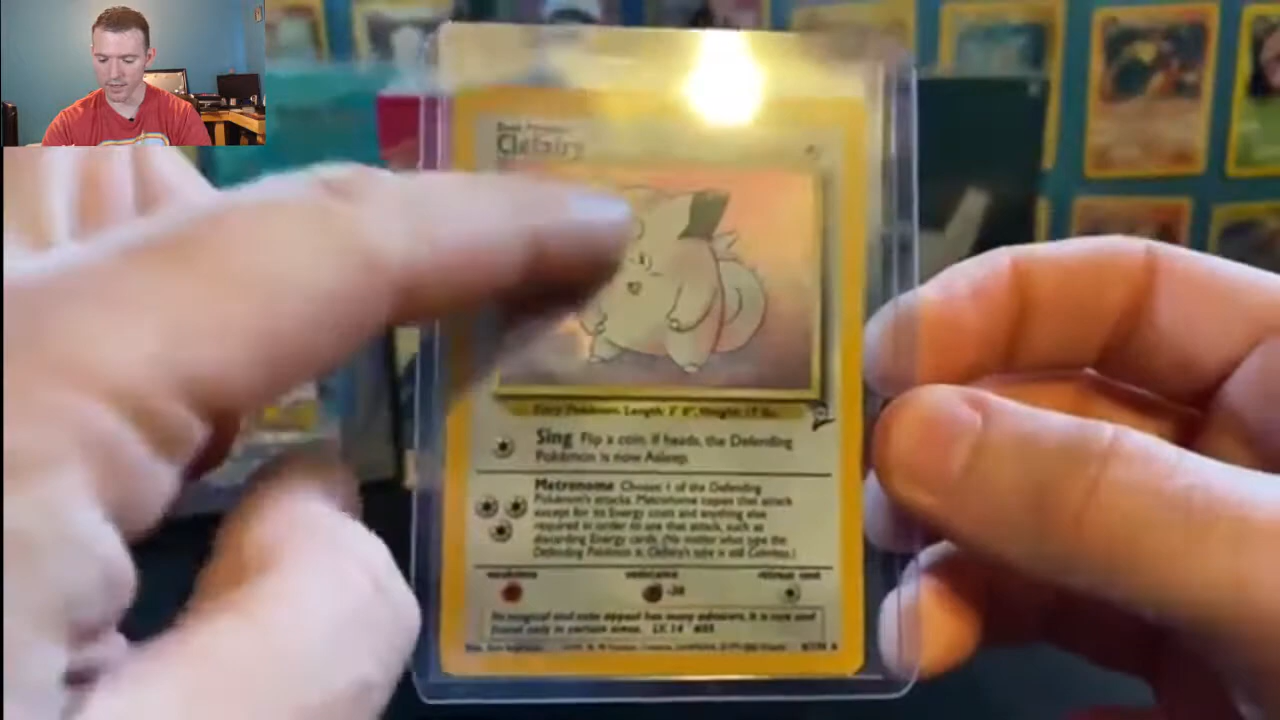 Clefairy
Fairy Pokémon. Length: 2' 0", Weight: 17 lbs.
Sing Flip a coin. If heads, the Defending
Pokémon is now Asleep.
Metronome Choose 1 of the Defending
Pokémon's attacks. Metronome copies that attack
except for its Energy costs and anything else
required in order to use that attack, such as
discarding Energy cards. (No matter what type the
Defending Pokémon is, Clefairy's type is still Colorless.)
weakness resistance retreat cost
-30
Its magical and cute appeal has many admirers. It is rare and
found only in certain areas. LV. 14 #35